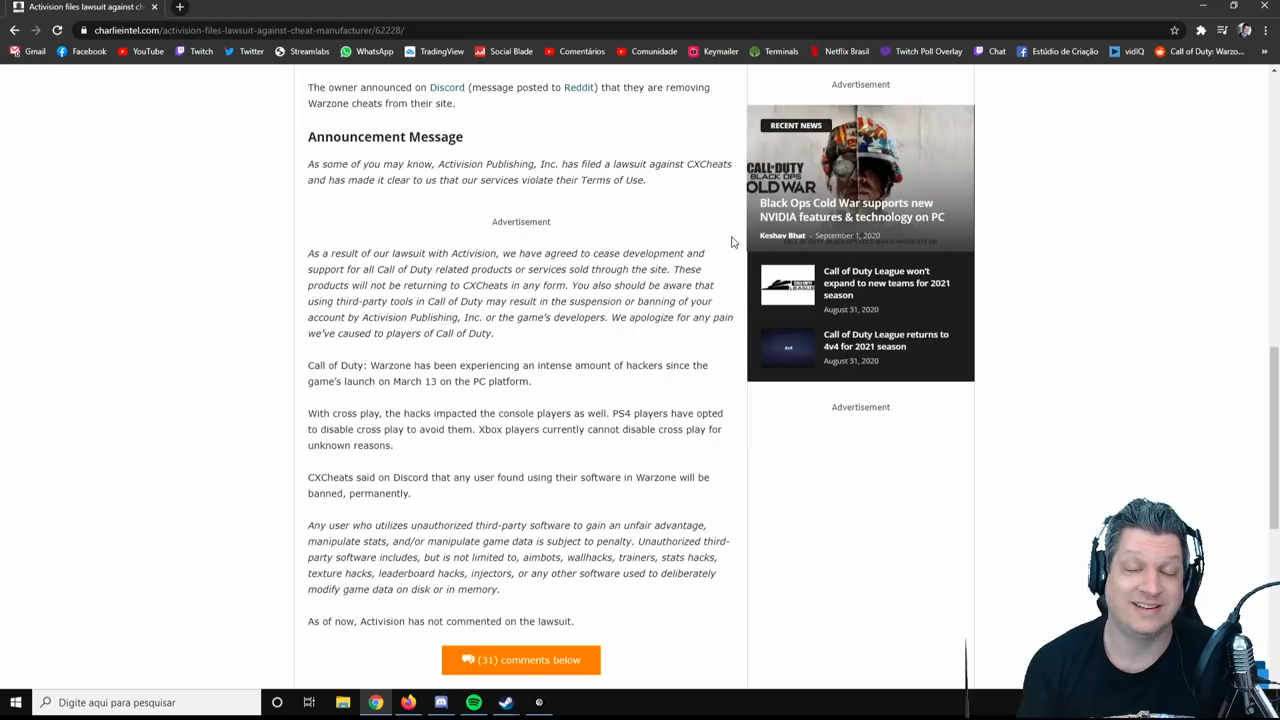 Activision files lawsuit against ch
charlieintel.com/activision-files-lawsuit-against-cheat-manufacturer/62228/
Gmail
Facebook
YouTube
Twitch
Twitter
Streamlabs
WhatsApp
TradingView
Social Blade
Comentários
Comunidade
Keymailer
Terminals
Netflix Brasil
Twitch Poll Overlay
Chat
Estúdio de Criação
vidIQ
Call of Duty: Warzo...
The owner announced on Discord (message posted to Reddit) that they are removing
Warzone cheats from their site.
Announcement Message
As some of you may know, Activision Publishing, Inc. has filed a lawsuit against CXCheats
and has made it clear to us that our services violate their Terms of Use.
Advertisement
As a result of our lawsuit with Activision, we have agreed to cease development and
support for all Call of Duty related products or services sold through the site. These
products will not be returning to CXCheats in any form. You also should be aware that
using third-party tools in Call of Duty may result in the suspension or banning of your
account by Activision Publishing, Inc. or the game's developers. We apologize for any pain
we've caused to players of Call of Duty.
Call of Duty: Warzone has been experiencing an intense amount of hackers since the
game's launch on March 13 on the PC platform.
With cross play, the hacks impacted the console players as well. PS4 players have opted
to disable cross play to avoid them. Xbox players currently cannot disable cross play for
unknown reasons.
CXCheats said on Discord that any user found using their software in Warzone will be
banned, permanently.
Any user who utilizes unauthorized third-party software to gain an unfair advantage,
manipulate stats, and/or manipulate game data is subject to penalty. Unauthorized third-
party software includes, but is not limited to, aimbots, wallhacks, trainers, stats hacks,
texture hacks, leaderboard hacks, injectors, or any other software used to deliberately
modify game data on disk or in memory.
As of now, Activision has not commented on the lawsuit.
(31) comments below
Advertisement
RECENT NEWS
CALL OF DUTY
BLACK OPS
COLD WAR
Black Ops Cold War supports new
NVIDIA features & technology on PC
Keshav Bhat - September 1, 2020
Call of Duty League won't
expand to new teams for 2021
season
August 31, 2020
Call of Duty League returns to
4v4 for 2021 season
August 31, 2020
4v4
Advertisement
Digite aqui para pesquisar